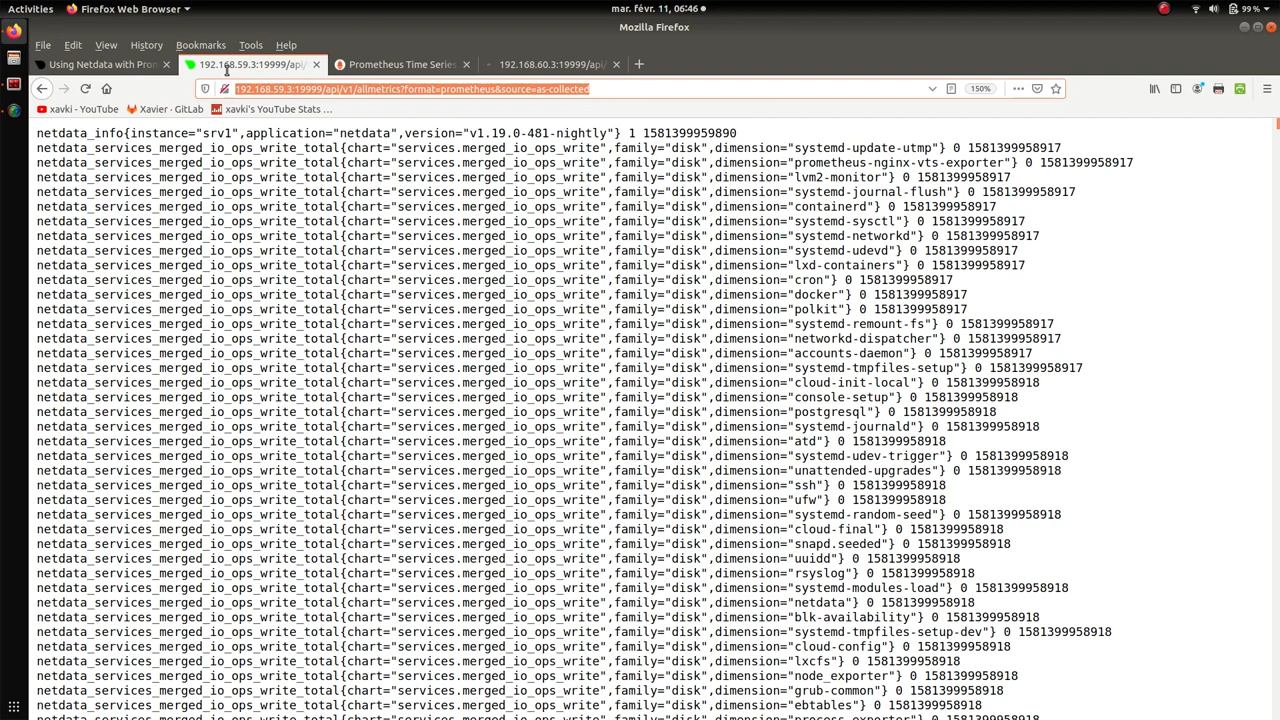 Activities Firefox Web Browser mar. févr. 11, 06:46 99 %
Mozilla Firefox
File Edit View History Bookmarks Tools Help
Using Netdata with Pro 192.168.59.3:19999/api/ Prometheus Time Series 192.168.60.3:19999/api/v
192.168.59.3:19999/api/v1/allmetrics?format=prometheus&source=as-collected 150%
xavki - YouTube Xavier · GitLab xavki's YouTube Stats ...
netdata_info{instance="srv1",application="netdata",version="v1.19.0-481-nightly"} 1 1581399959890
netdata_services_merged_io_ops_write_total{chart="services.merged_io_ops_write",family="disk",dimension="systemd-update-utmp"} 0 1581399958917
netdata_services_merged_io_ops_write_total{chart="services.merged_io_ops_write",family="disk",dimension="prometheus-nginx-vts-exporter"} 0 1581399958917
netdata_services_merged_io_ops_write_total{chart="services.merged_io_ops_write",family="disk",dimension="lvm2-monitor"} 0 1581399958917
netdata_services_merged_io_ops_write_total{chart="services.merged_io_ops_write",family="disk",dimension="systemd-journal-flush"} 0 1581399958917
netdata_services_merged_io_ops_write_total{chart="services.merged_io_ops_write",family="disk",dimension="containerd"} 0 1581399958917
netdata_services_merged_io_ops_write_total{chart="services.merged_io_ops_write",family="disk",dimension="systemd-sysctl"} 0 1581399958917
netdata_services_merged_io_ops_write_total{chart="services.merged_io_ops_write",family="disk",dimension="systemd-networkd"} 0 1581399958917
netdata_services_merged_io_ops_write_total{chart="services.merged_io_ops_write",family="disk",dimension="systemd-udevd"} 0 1581399958917
netdata_services_merged_io_ops_write_total{chart="services.merged_io_ops_write",family="disk",dimension="lxd-containers"} 0 1581399958917
netdata_services_merged_io_ops_write_total{chart="services.merged_io_ops_write",family="disk",dimension="cron"} 0 1581399958917
netdata_services_merged_io_ops_write_total{chart="services.merged_io_ops_write",family="disk",dimension="docker"} 0 1581399958917
netdata_services_merged_io_ops_write_total{chart="services.merged_io_ops_write",family="disk",dimension="polkit"} 0 1581399958917
netdata_services_merged_io_ops_write_total{chart="services.merged_io_ops_write",family="disk",dimension="systemd-remount-fs"} 0 1581399958917
netdata_services_merged_io_ops_write_total{chart="services.merged_io_ops_write",family="disk",dimension="networkd-dispatcher"} 0 1581399958917
netdata_services_merged_io_ops_write_total{chart="services.merged_io_ops_write",family="disk",dimension="accounts-daemon"} 0 1581399958917
netdata_services_merged_io_ops_write_total{chart="services.merged_io_ops_write",family="disk",dimension="systemd-tmpfiles-setup"} 0 1581399958917
netdata_services_merged_io_ops_write_total{chart="services.merged_io_ops_write",family="disk",dimension="cloud-init-local"} 0 1581399958918
netdata_services_merged_io_ops_write_total{chart="services.merged_io_ops_write",family="disk",dimension="console-setup"} 0 1581399958918
netdata_services_merged_io_ops_write_total{chart="services.merged_io_ops_write",family="disk",dimension="postgresql"} 0 1581399958918
netdata_services_merged_io_ops_write_total{chart="services.merged_io_ops_write",family="disk",dimension="systemd-journald"} 0 1581399958918
netdata_services_merged_io_ops_write_total{chart="services.merged_io_ops_write",family="disk",dimension="atd"} 0 1581399958918
netdata_services_merged_io_ops_write_total{chart="services.merged_io_ops_write",family="disk",dimension="systemd-udev-trigger"} 0 1581399958918
netdata_services_merged_io_ops_write_total{chart="services.merged_io_ops_write",family="disk",dimension="unattended-upgrades"} 0 1581399958918
netdata_services_merged_io_ops_write_total{chart="services.merged_io_ops_write",family="disk",dimension="ssh"} 0 1581399958918
netdata_services_merged_io_ops_write_total{chart="services.merged_io_ops_write",family="disk",dimension="ufw"} 0 1581399958918
netdata_services_merged_io_ops_write_total{chart="services.merged_io_ops_write",family="disk",dimension="systemd-random-seed"} 0 1581399958918
netdata_services_merged_io_ops_write_total{chart="services.merged_io_ops_write",family="disk",dimension="cloud-final"} 0 1581399958918
netdata_services_merged_io_ops_write_total{chart="services.merged_io_ops_write",family="disk",dimension="snapd.seeded"} 0 1581399958918
netdata_services_merged_io_ops_write_total{chart="services.merged_io_ops_write",family="disk",dimension="uuidd"} 0 1581399958918
netdata_services_merged_io_ops_write_total{chart="services.merged_io_ops_write",family="disk",dimension="rsyslog"} 0 1581399958918
netdata_services_merged_io_ops_write_total{chart="services.merged_io_ops_write",family="disk",dimension="systemd-modules-load"} 0 1581399958918
netdata_services_merged_io_ops_write_total{chart="services.merged_io_ops_write",family="disk",dimension="netdata"} 0 1581399958918
netdata_services_merged_io_ops_write_total{chart="services.merged_io_ops_write",family="disk",dimension="blk-availability"} 0 1581399958918
netdata_services_merged_io_ops_write_total{chart="services.merged_io_ops_write",family="disk",dimension="systemd-tmpfiles-setup-dev"} 0 1581399958918
netdata_services_merged_io_ops_write_total{chart="services.merged_io_ops_write",family="disk",dimension="cloud-config"} 0 1581399958918
netdata_services_merged_io_ops_write_total{chart="services.merged_io_ops_write",family="disk",dimension="lxcfs"} 0 1581399958918
netdata_services_merged_io_ops_write_total{chart="services.merged_io_ops_write",family="disk",dimension="node_exporter"} 0 1581399958918
netdata_services_merged_io_ops_write_total{chart="services.merged_io_ops_write",family="disk",dimension="grub-common"} 0 1581399958918
netdata_services_merged_io_ops_write_total{chart="services.merged_io_ops_write",family="disk",dimension="ebtables"} 0 1581399958918
netdata_services_merged_io_ops_write_total{chart="services.merged_io_ops_write",family="disk",dimension="process_exporter"} 0 1581399958918